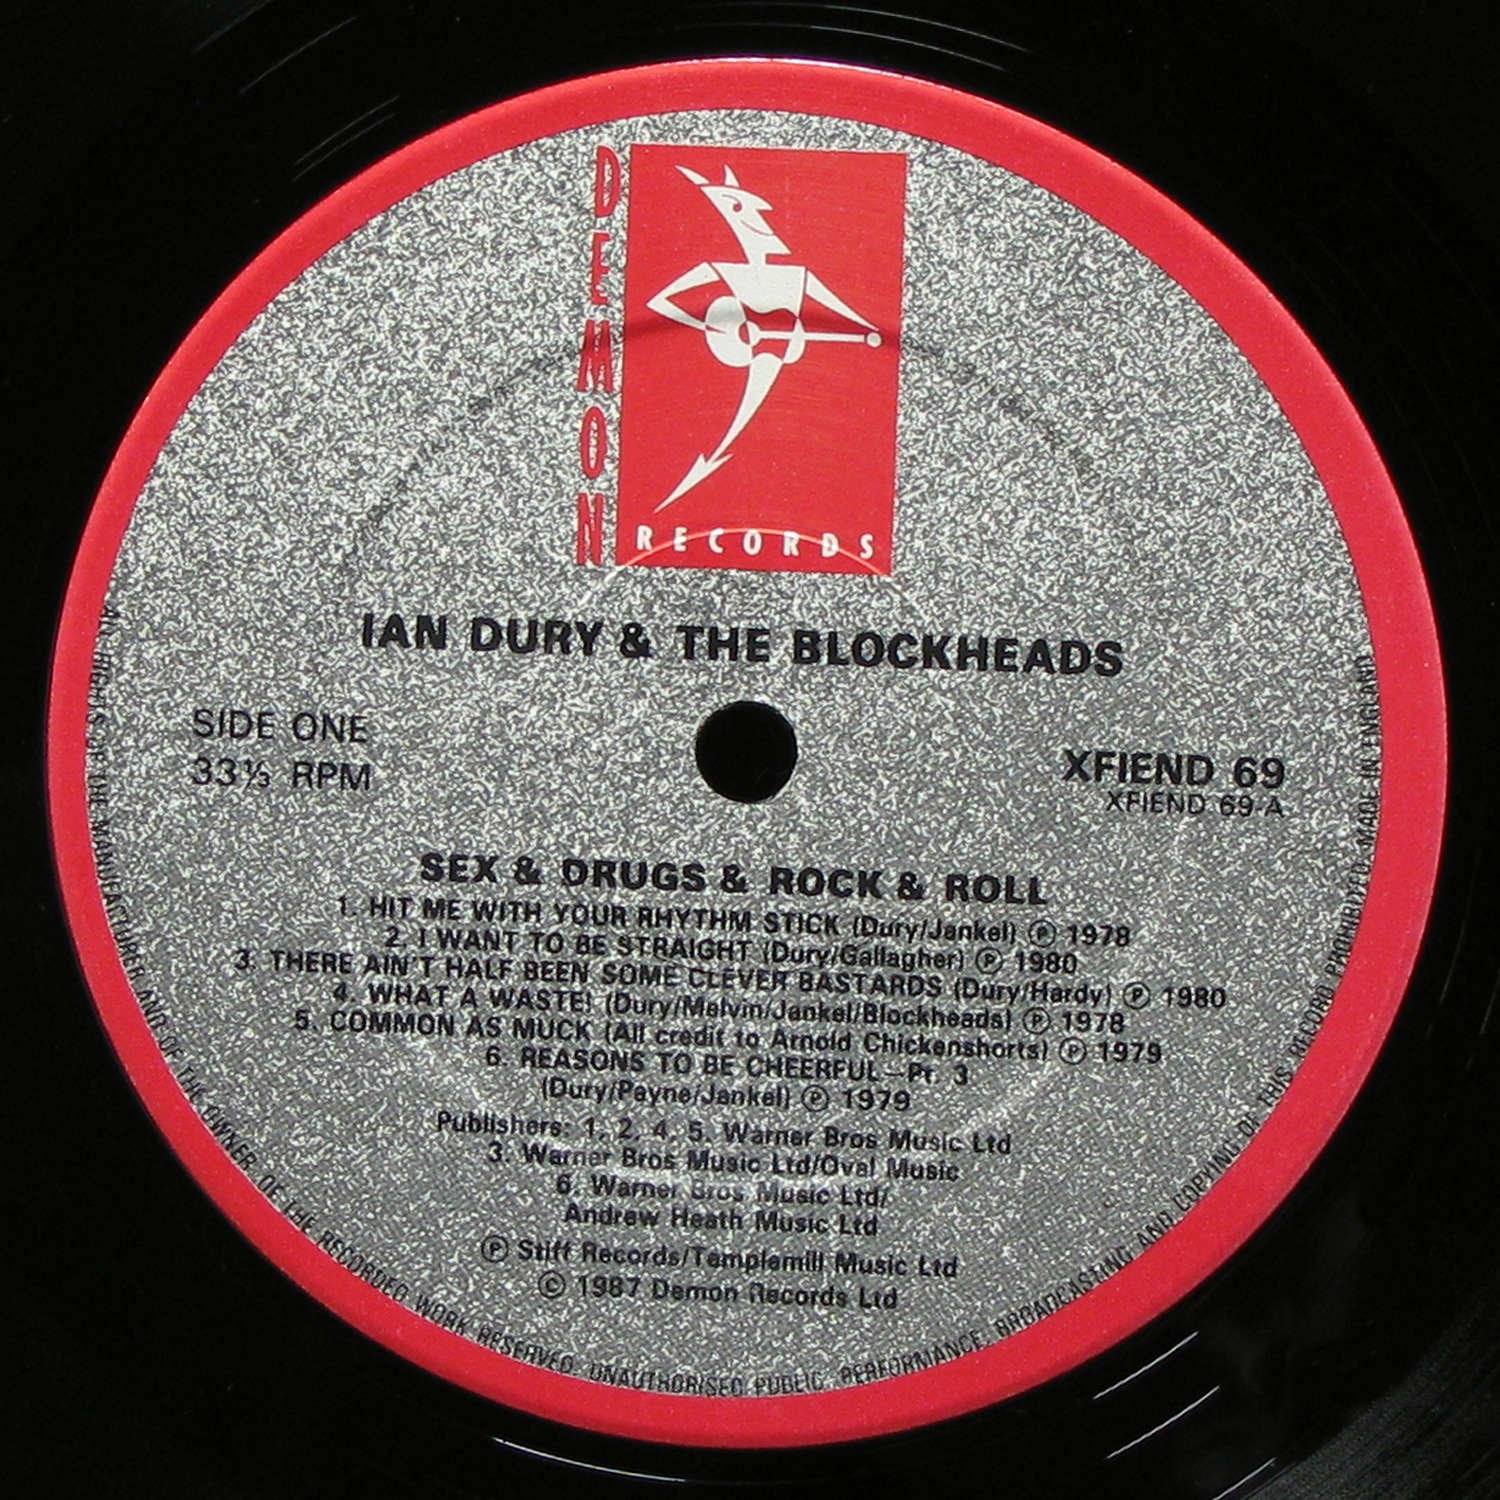 DEMON
RECORDS
IAN DURY & THE BLOCKHEADS
SIDE ONE
33⅓ RPM
XFIEND 69
XFIEND 69-A
SEX & DRUGS & ROCK & ROLL
1. HIT ME WITH YOUR RHYTHM STICK (Dury/Jankel) ℗ 1978
2. I WANT TO BE STRAIGHT (Dury/Gallagher) ℗ 1980
3. THERE AIN'T HALF BEEN SOME CLEVER BASTARDS (Dury/Hardy) ℗ 1980
4. WHAT A WASTE! (Dury/Melvin/Jankel/Blockheads) ℗ 1978
5. COMMON AS MUCK (All credit to Arnold Chickenshorts) ℗ 1979
6. REASONS TO BE CHEERFUL—Pt. 3
(Dury/Payne/Jankel) ℗ 1979
Publishers: 1, 2, 4, 5. Warner Bros Music Ltd
3. Warner Bros Music Ltd/Oval Music
6. Warner Bros Music Ltd/
Andrew Heath Music Ltd
℗ Stiff Records/Templemill Music Ltd
© 1987 Demon Records Ltd
ALL RIGHTS OF THE MANUFACTURER AND OF THE OWNER OF THE RECORDED WORK RESERVED. UNAUTHORISED PUBLIC PERFORMANCE, BROADCASTING AND COPYING OF THIS RECORD PROHIBITED. MADE IN ENGLAND